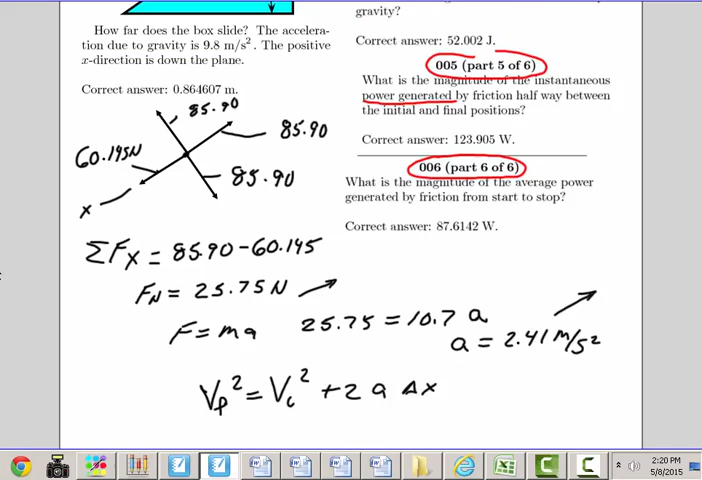 How far does the box slide? The accelera-
tion due to gravity is 9.8 m/s². The positive
x-direction is down the plane.
Correct answer: 0.864607 m.
85.90
85.90
60.195N
85.90
x
ΣFx = 85.90 - 60.145
FN = 25.75 N
F = ma
25.75 = 10.7 a
a = 2.41 m/s²
Vf² = Vi² + 2 a Δx
gravity?
Correct answer: 52.002 J.
005 (part 5 of 6)
What is the magnitude of the instantaneous
power generated by friction half way between
the initial and final positions?
Correct answer: 123.905 W.
006 (part 6 of 6)
What is the magnitude of the average power
generated by friction from start to stop?
Correct answer: 87.6142 W.
2:20 PM
5/8/2015